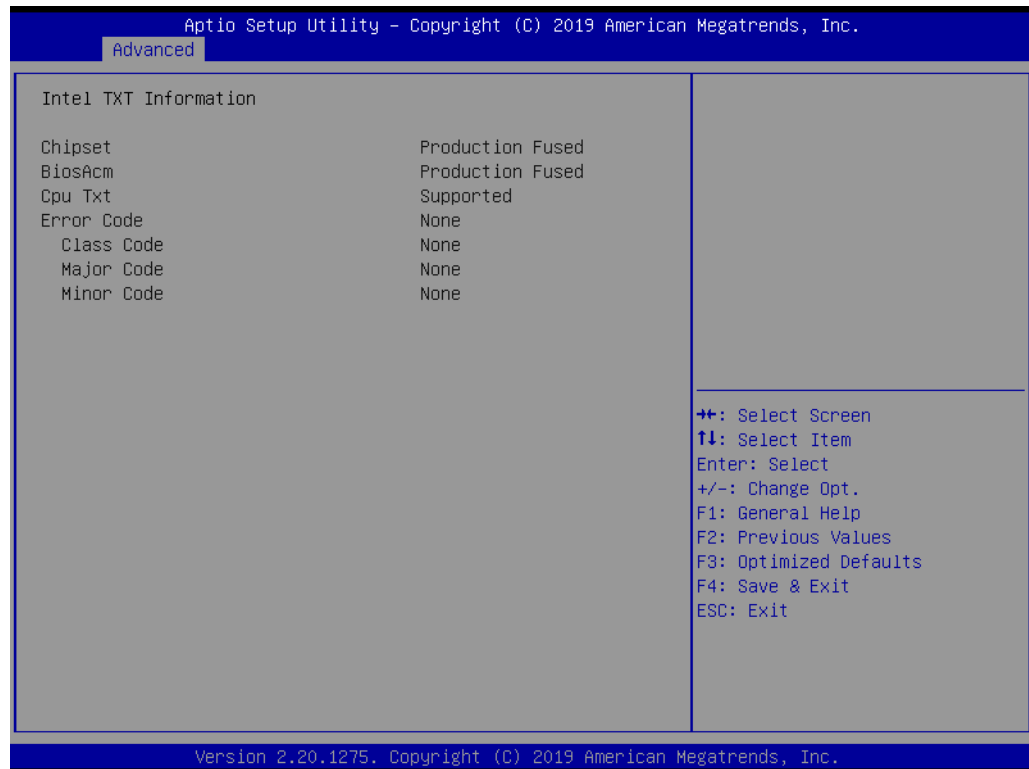 Aptio Setup Utility – Copyright (C) 2019 American Megatrends, Inc.
Advanced
Intel TXT Information
Chipset Production Fused
BiosAcm Production Fused
Cpu Txt Supported
Error Code None
Class Code None
Major Code None
Minor Code None
→←: Select Screen
↑↓: Select Item
Enter: Select
+/-: Change Opt.
F1: General Help
F2: Previous Values
F3: Optimized Defaults
F4: Save & Exit
ESC: Exit
Version 2.20.1275. Copyright (C) 2019 American Megatrends, Inc.